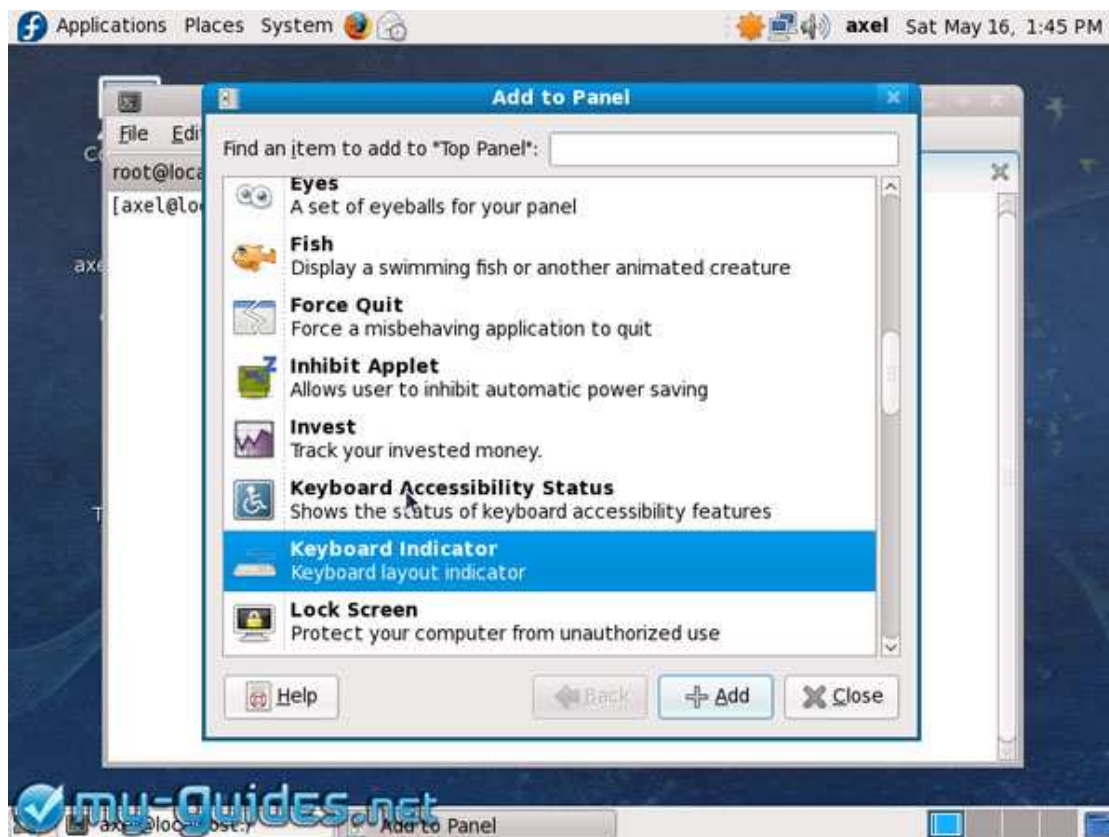 Applications Places System axel Sat May 16, 1:45 PM
Add to Panel
File Edi
Find an item to add to "Top Panel":
root@loca
[axel@lo
axe
Eyes
A set of eyeballs for your panel
Fish
Display a swimming fish or another animated creature
Force Quit
Force a misbehaving application to quit
Inhibit Applet
Allows user to inhibit automatic power saving
Invest
Track your invested money.
Keyboard Accessibility Status
Shows the status of keyboard accessibility features
Keyboard Indicator
Keyboard layout indicator
Lock Screen
Protect your computer from unauthorized use
Help Back Add Close
my-guides.net
Add to Panel